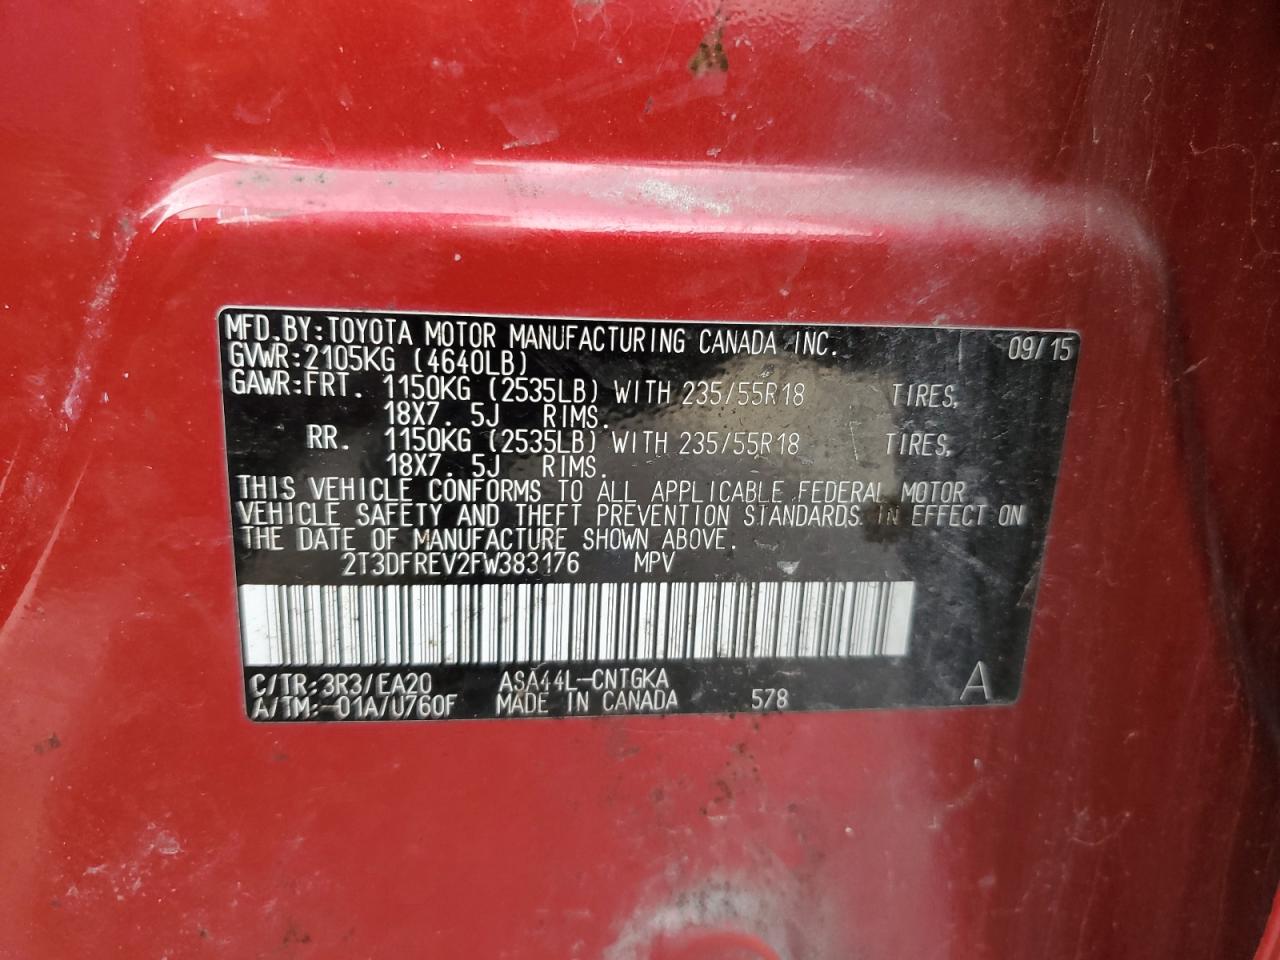 MFD.BY:TOYOTA MOTOR MANUFACTURING CANADA INC. 09/15
GVWR:2105KG (4640LB)
GAWR:FRT. 1150KG (2535LB) WITH 235/55R18 TIRES,
18X7. 5J RIMS.
RR. 1150KG (2535LB) WITH 235/55R18 TIRES,
18X7. 5J RIMS.
THIS VEHICLE CONFORMS TO ALL APPLICABLE FEDERAL MOTOR
VEHICLE SAFETY AND THEFT PREVENTION STANDARDS IN EFFECT ON
THE DATE OF MANUFACTURE SHOWN ABOVE.
2T3DFREV2FW383176 MPV
C/TR:3R3/EA20 ASA44L-CNTGKA
A/TM:-01A/U760F MADE IN CANADA 578 A